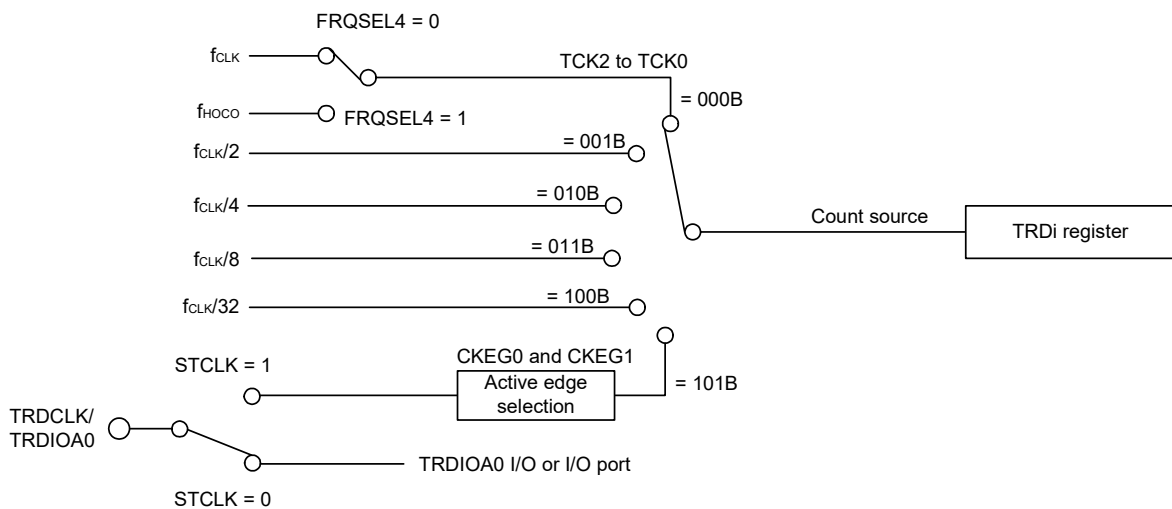 FRQSEL4 = 0
fCLK
TCK2 to TCK0
= 000B
fHOCO
FRQSEL4 = 1
fCLK/2
= 001B
fCLK/4
= 010B
Count source
TRDi register
fCLK/8
= 011B
fCLK/32
= 100B
STCLK = 1
CKEG0 and CKEG1
Active edge
selection
= 101B
TRDCLK/
TRDIOA0
TRDIOA0 I/O or I/O port
STCLK = 0